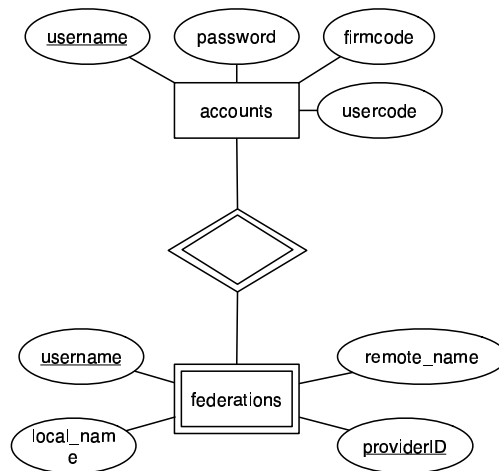 username
password
firmcode
accounts
usercode
username
remote_name
federations
local_nam
e
providerID